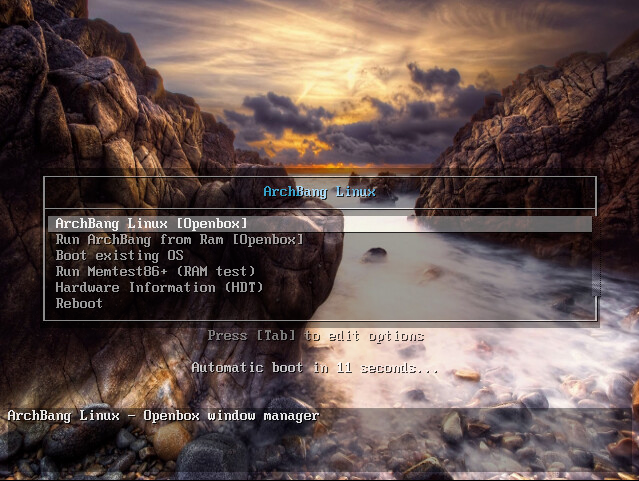 ArchBang Linux
ArchBang Linux [Openbox]
Run ArchBang from Ram [Openbox]
Boot existing OS
Run Memtest86+ (RAM test)
Hardware Information (HDT)
Reboot
Press [Tab] to edit options
Automatic boot in 11 seconds...
ArchBang Linux - Openbox window manager